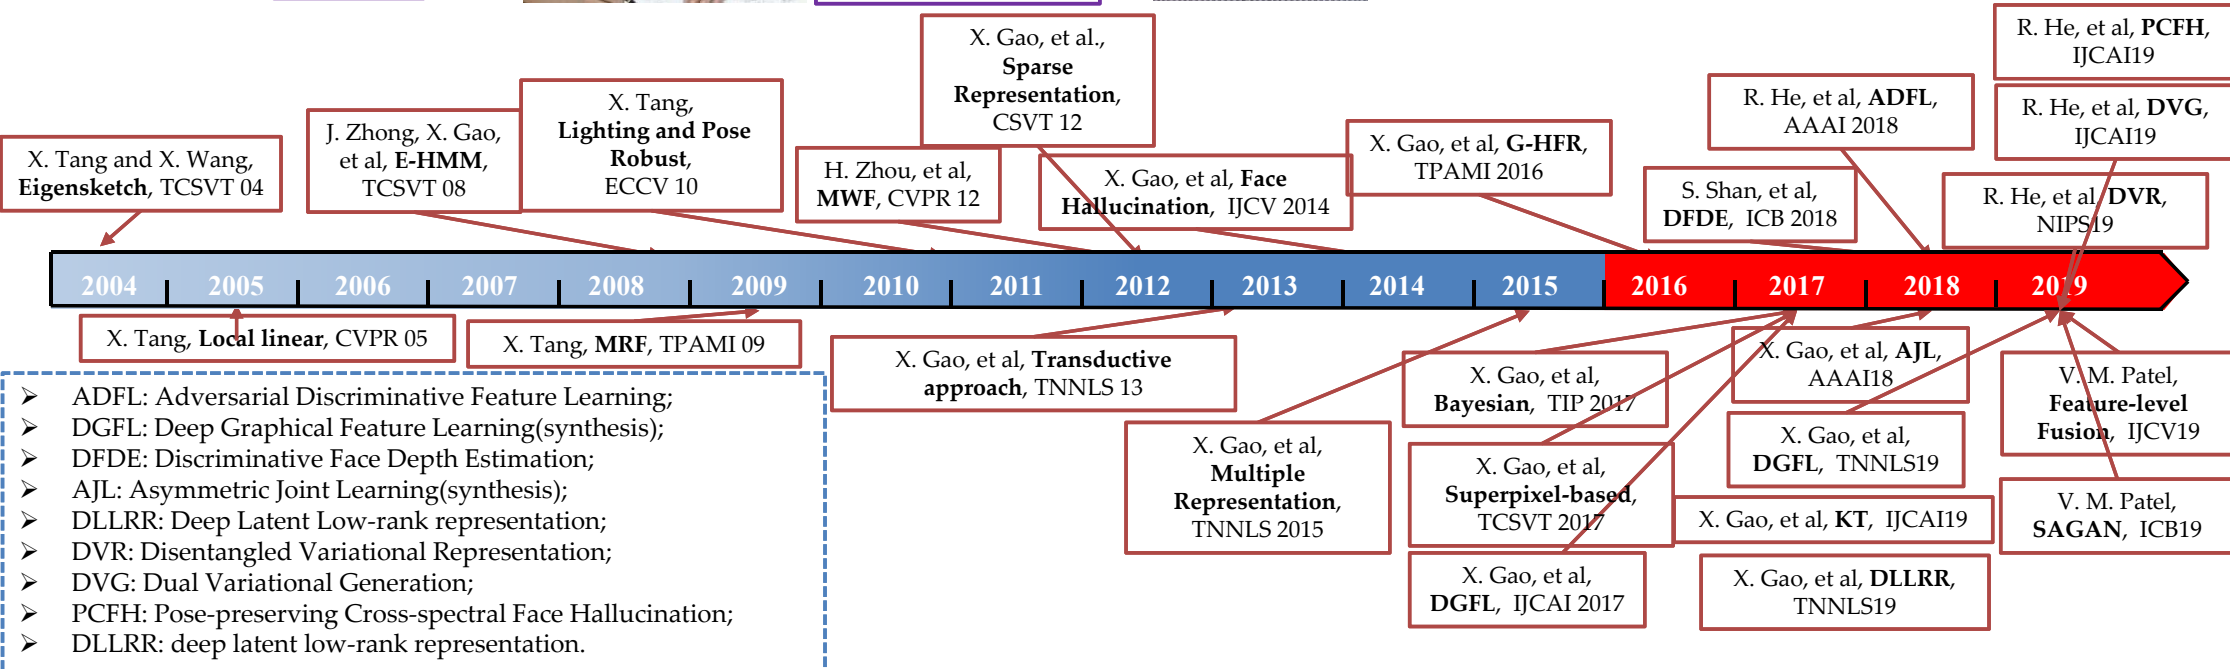 X. Tang and X. Wang,
Eigensketch, TCSVT 04
J. Zhong, X. Gao,
et al, E-HMM,
TCSVT 08
X. Tang,
Lighting and Pose
Robust,
ECCV 10
H. Zhou, et al,
MWF, CVPR 12
X. Gao, et al.,
Sparse
Representation,
CSVT 12
X. Gao, et al, Face
Hallucination, IJCV 2014
X. Gao, et al, G-HFR,
TPAMI 2016
S. Shan, et al,
DFDE, ICB 2018
R. He, et al, ADFL,
AAAI 2018
R. He, et al, PCFH,
IJCAI19
R. He, et al, DVG,
IJCAI19
R. He, et al, DVR,
NIPS19
2004 2005 2006 2007 2008 2009 2010 2011 2012 2013 2014 2015 2016 2017 2018 2019
X. Tang, Local linear, CVPR 05
X. Tang, MRF, TPAMI 09
X. Gao, et al, Transductive
approach, TNNLS 13
X. Gao, et al,
Multiple
Representation,
TNNLS 2015
X. Gao, et al,
Bayesian, TIP 2017
X. Gao, et al,
Superpixel-based,
TCSVT 2017
X. Gao, et al,
DGFL, IJCAI 2017
X. Gao, et al, AJL,
AAAI18
X. Gao, et al,
DGFL, TNNLS19
X. Gao, et al, KT, IJCAI19
X. Gao, et al, DLLRR,
TNNLS19
V. M. Patel,
Feature-level
Fusion, IJCV19
V. M. Patel,
SAGAN, ICB19
➢ ADFL: Adversarial Discriminative Feature Learning;
➢ DGFL: Deep Graphical Feature Learning(synthesis);
➢ DFDE: Discriminative Face Depth Estimation;
➢ AJL: Asymmetric Joint Learning(synthesis);
➢ DLLRR: Deep Latent Low-rank representation;
➢ DVR: Disentangled Variational Representation;
➢ DVG: Dual Variational Generation;
➢ PCFH: Pose-preserving Cross-spectral Face Hallucination;
➢ DLLRR: deep latent low-rank representation.